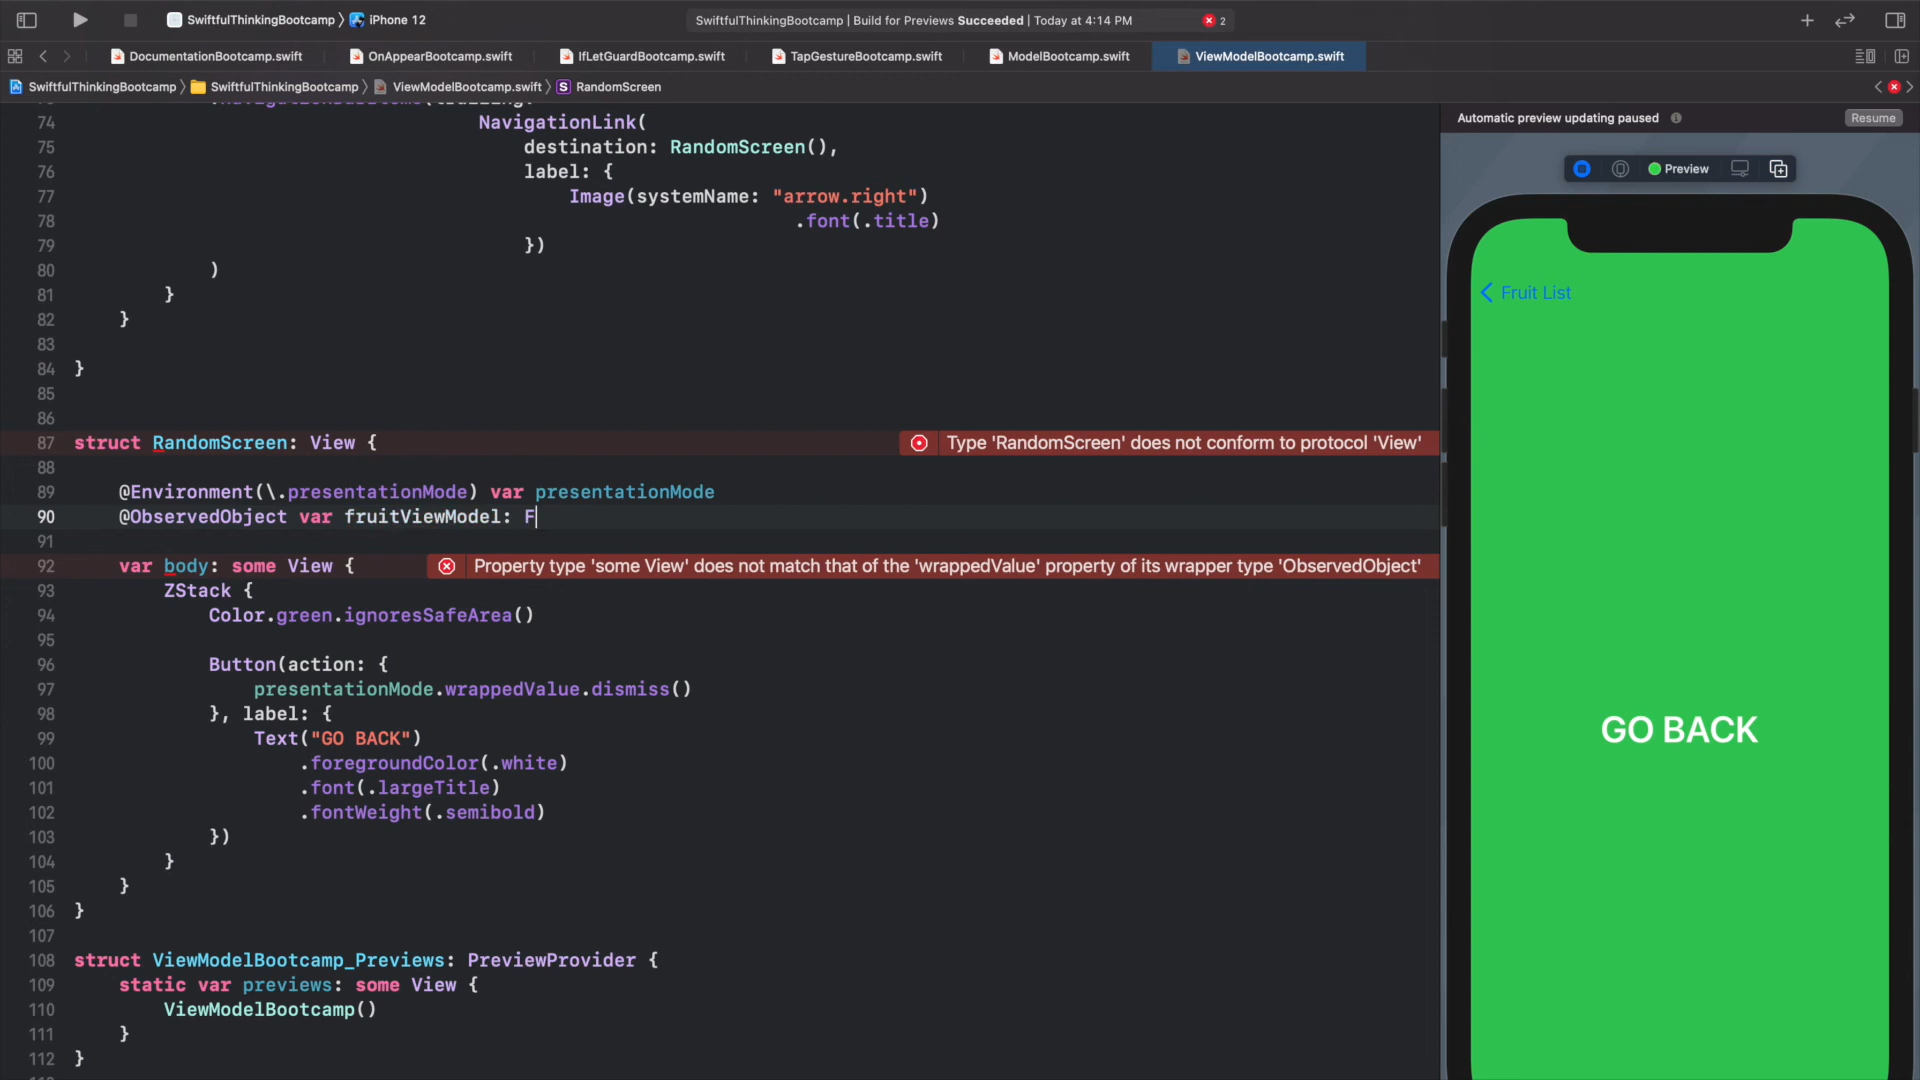 SwiftfulThinkingBootcamp › iPhone 12
SwiftfulThinkingBootcamp | Build for Previews Succeeded | Today at 4:14 PM
2
DocumentationBootcamp.swift
OnAppearBootcamp.swift
IfLetGuardBootcamp.swift
TapGestureBootcamp.swift
ModelBootcamp.swift
ViewModelBootcamp.swift
SwiftfulThinkingBootcamp › SwiftfulThinkingBootcamp › ViewModelBootcamp.swift › S RandomScreen
74 NavigationLink(
75 destination: RandomScreen(),
76 label: {
77 Image(systemName: "arrow.right")
78 .font(.title)
79 })
80 )
81 }
82 }
83
84 }
85
86
87 struct RandomScreen: View {
Type 'RandomScreen' does not conform to protocol 'View'
88
89 @Environment(\.presentationMode) var presentationMode
90 @ObservedObject var fruitViewModel: F
91
92 var body: some View {
Property type 'some View' does not match that of the 'wrappedValue' property of its wrapper type 'ObservedObject'
93 ZStack {
94 Color.green.ignoresSafeArea()
95
96 Button(action: {
97 presentationMode.wrappedValue.dismiss()
98 }, label: {
99 Text("GO BACK")
100 .foregroundColor(.white)
101 .font(.largeTitle)
102 .fontWeight(.semibold)
103 })
104 }
105 }
106 }
107
108 struct ViewModelBootcamp_Previews: PreviewProvider {
109 static var previews: some View {
110 ViewModelBootcamp()
111 }
112 }
Automatic preview updating paused
Resume
Preview
Fruit List
GO BACK